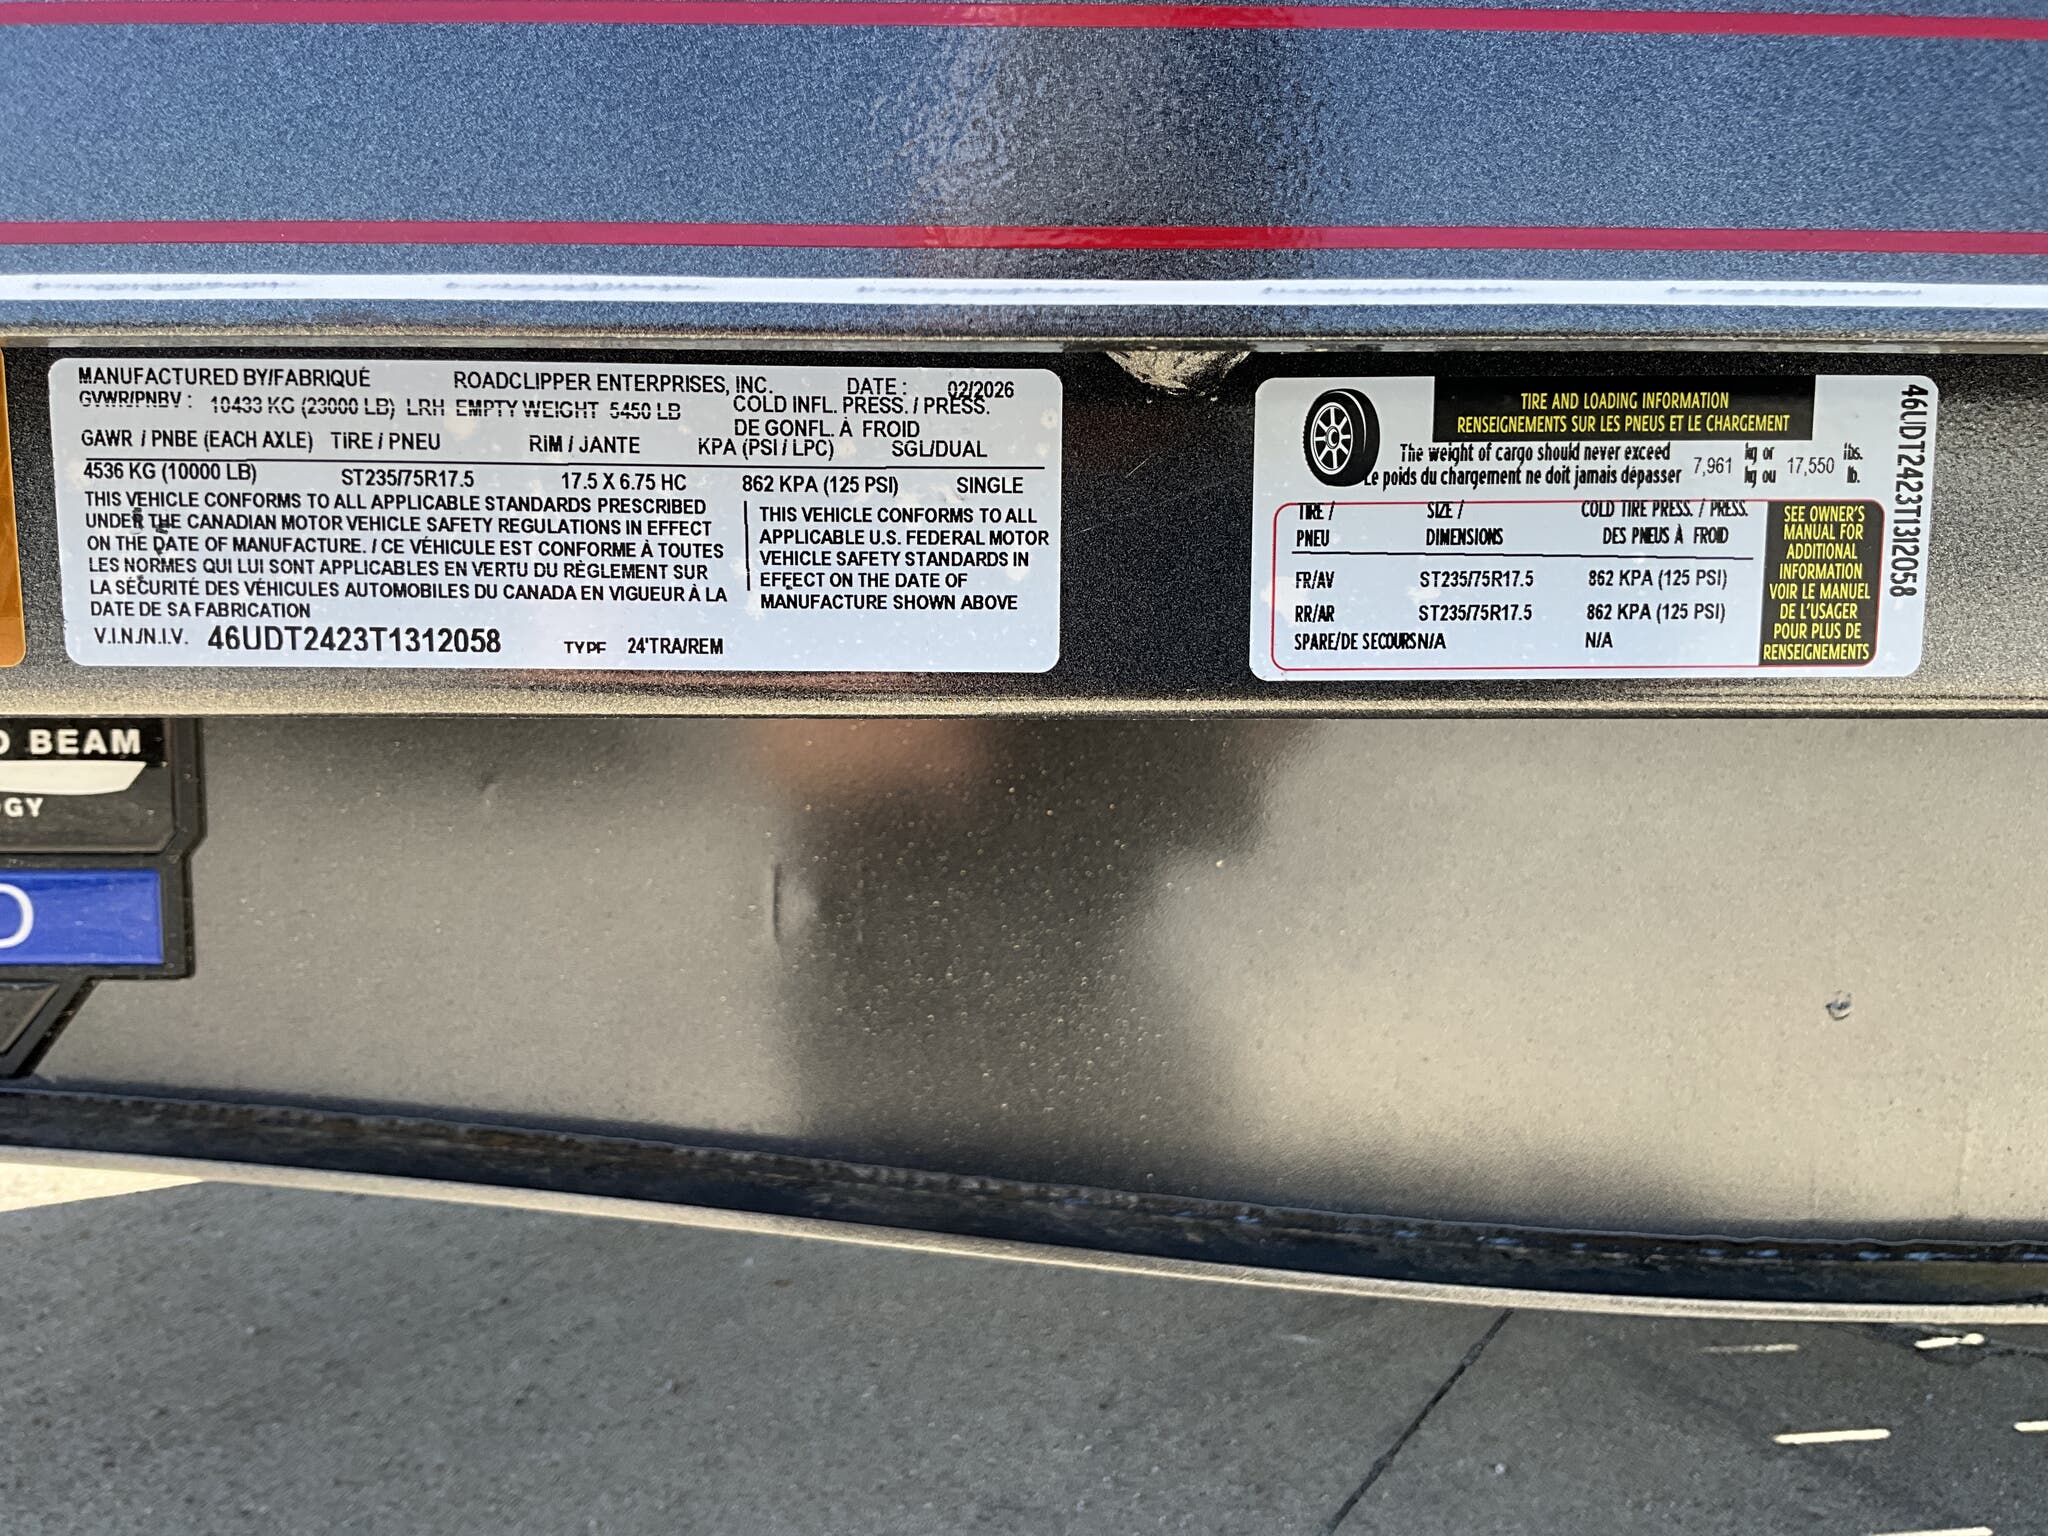 MANUFACTURED BY/FABRIQUÉ ROADCLIPPER ENTERPRISES, INC. DATE : 02/2026
GVWR/PNBV : 10433 KG (23000 LB) LRH EMPTY WEIGHT 5450 LB
COLD INFL. PRESS. / PRESS.
DE GONFL. À FROID
GAWR / PNBE (EACH AXLE) TIRE / PNEU RIM / JANTE KPA (PSI / LPC) SGL/DUAL
4536 KG (10000 LB) ST235/75R17.5 17.5 X 6.75 HC 862 KPA (125 PSI) SINGLE
THIS VEHICLE CONFORMS TO ALL APPLICABLE STANDARDS PRESCRIBED
UNDER THE CANADIAN MOTOR VEHICLE SAFETY REGULATIONS IN EFFECT
ON THE DATE OF MANUFACTURE. / CE VÉHICULE EST CONFORME À TOUTES
LES NORMES QUI LUI SONT APPLICABLES EN VERTU DU RÈGLEMENT SUR
LA SÉCURITÉ DES VÉHICULES AUTOMOBILES DU CANADA EN VIGUEUR À LA
DATE DE SA FABRICATION
THIS VEHICLE CONFORMS TO ALL
APPLICABLE U.S. FEDERAL MOTOR
VEHICLE SAFETY STANDARDS IN
EFFECT ON THE DATE OF
MANUFACTURE SHOWN ABOVE
V.I.N./N.I.V. 46UDT2423T1312058 TYPE 24'TRA/REM
TIRE AND LOADING INFORMATION
RENSEIGNEMENTS SUR LES PNEUS ET LE CHARGEMENT
The weight of cargo should never exceed kg or lbs.
7,961 17,550
Le poids du chargement ne doit jamais dépasser kg ou lb.
TIRE / SIZE / COLD TIRE PRESS. / PRESS.
PNEU DIMENSIONS DES PNEUS À FROID
FR/AV ST235/75R17.5 862 KPA (125 PSI)
RR/AR ST235/75R17.5 862 KPA (125 PSI)
SPARE/DE SECOURS N/A N/A
SEE OWNER'S
MANUAL FOR
ADDITIONAL
INFORMATION
VOIR LE MANUEL
DE L'USAGER
POUR PLUS DE
RENSEIGNEMENTS
46UDT2423T1312058
BEAM